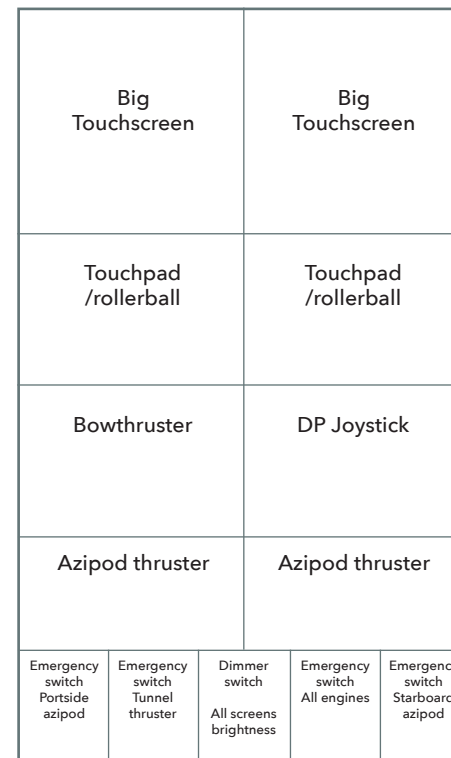 Big
Touchscreen
Big
Touchscreen
Touchpad
/rollerball
Touchpad
/rollerball
Bowthruster
DP Joystick
Azipod thruster
Azipod thruster
Emergency
switch
Portside
azipod
Emergency
switch
Tunnel
thruster
Dimmer
switch
All screens
brightness
Emergency
switch
All engines
Emergenc
switch
Starboard
azipod